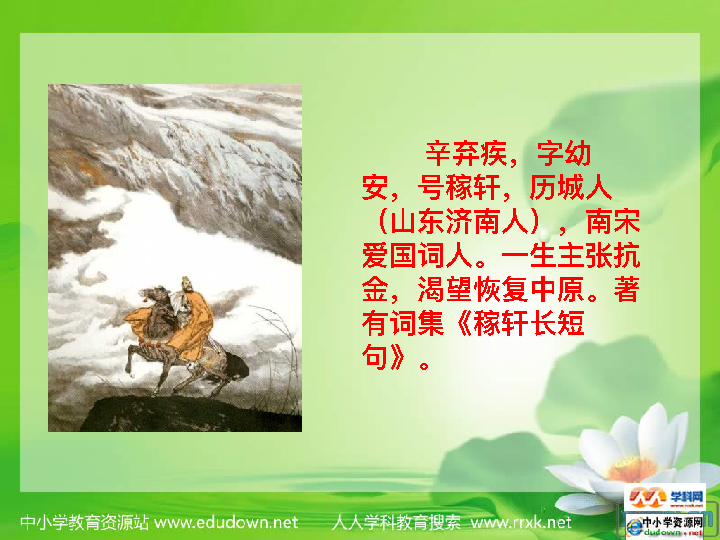 辛弃疾，字幼
安，号稼轩，历城人
（山东济南人），南宋
爱国词人。一生主张抗
金，渴望恢复中原。著
有词集《稼轩长短
句》。
中小学教育资源站 www.edudown.net 人人学科教育搜索 www.rrxk.net
学科网
www.rrxk.net
中小学资源网
edudown.net